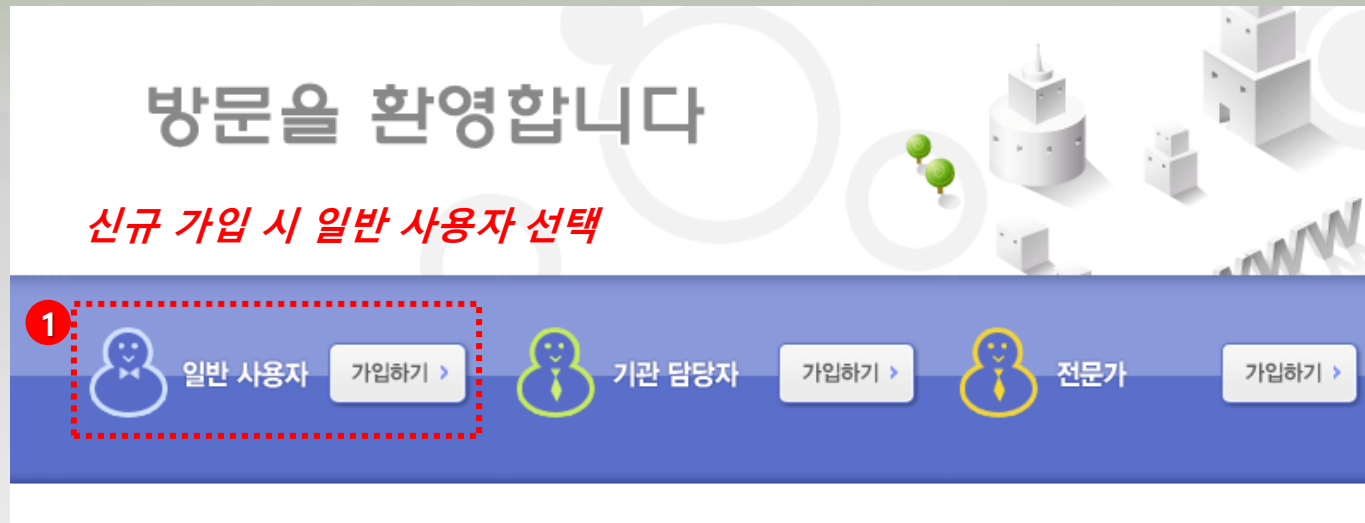 방문을 환영합니다
신규 가입 시 일반 사용자 선택
1
일반 사용자 가입하기 > 기관 담당자 가입하기 > 전문가 가입하기 >
WWW